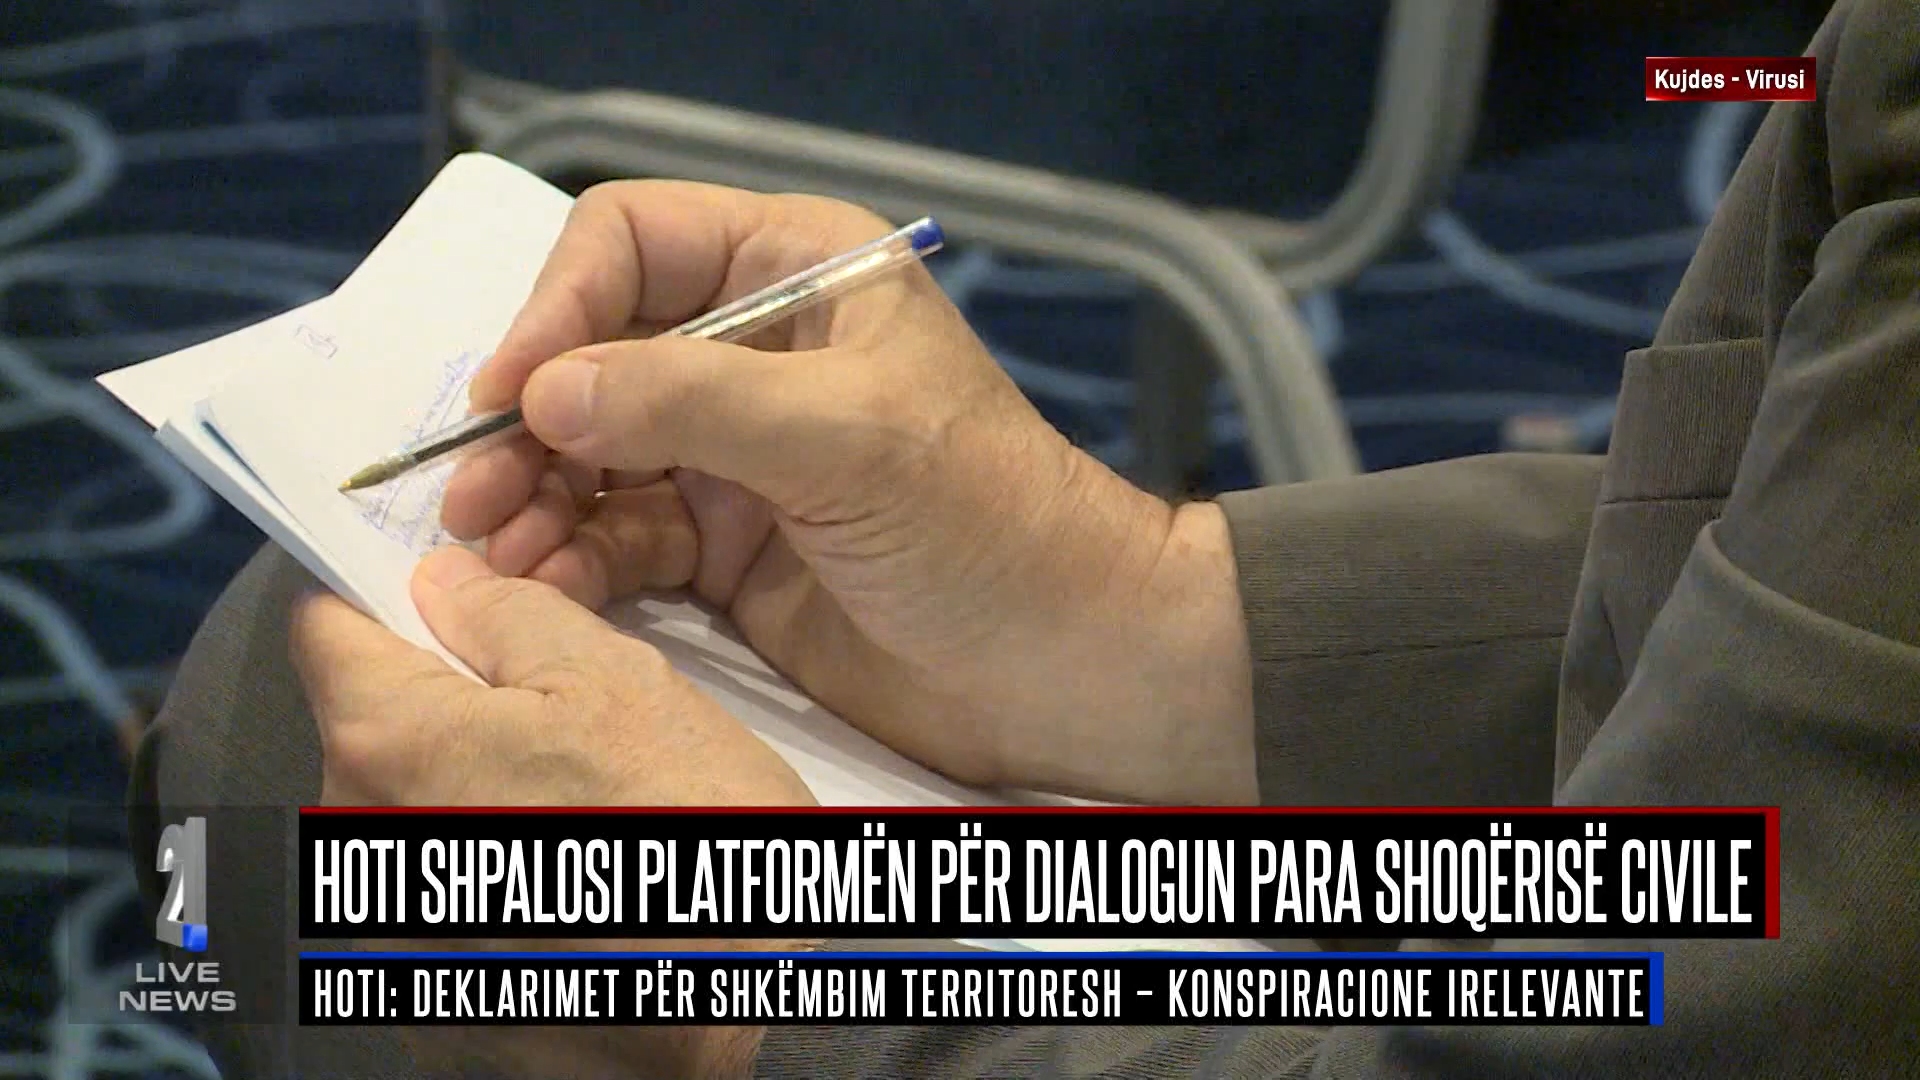 Kujdes - Virusi
HOTI SHPALOSI PLATFORMËN PËR DIALOGUN PARA SHOQËRISË CIVILE
HOTI: DEKLARIMET PËR SHKËMBIM TERRITORESH – KONSPIRACIONE IRELEVANTE
21
LIVE
NEWS